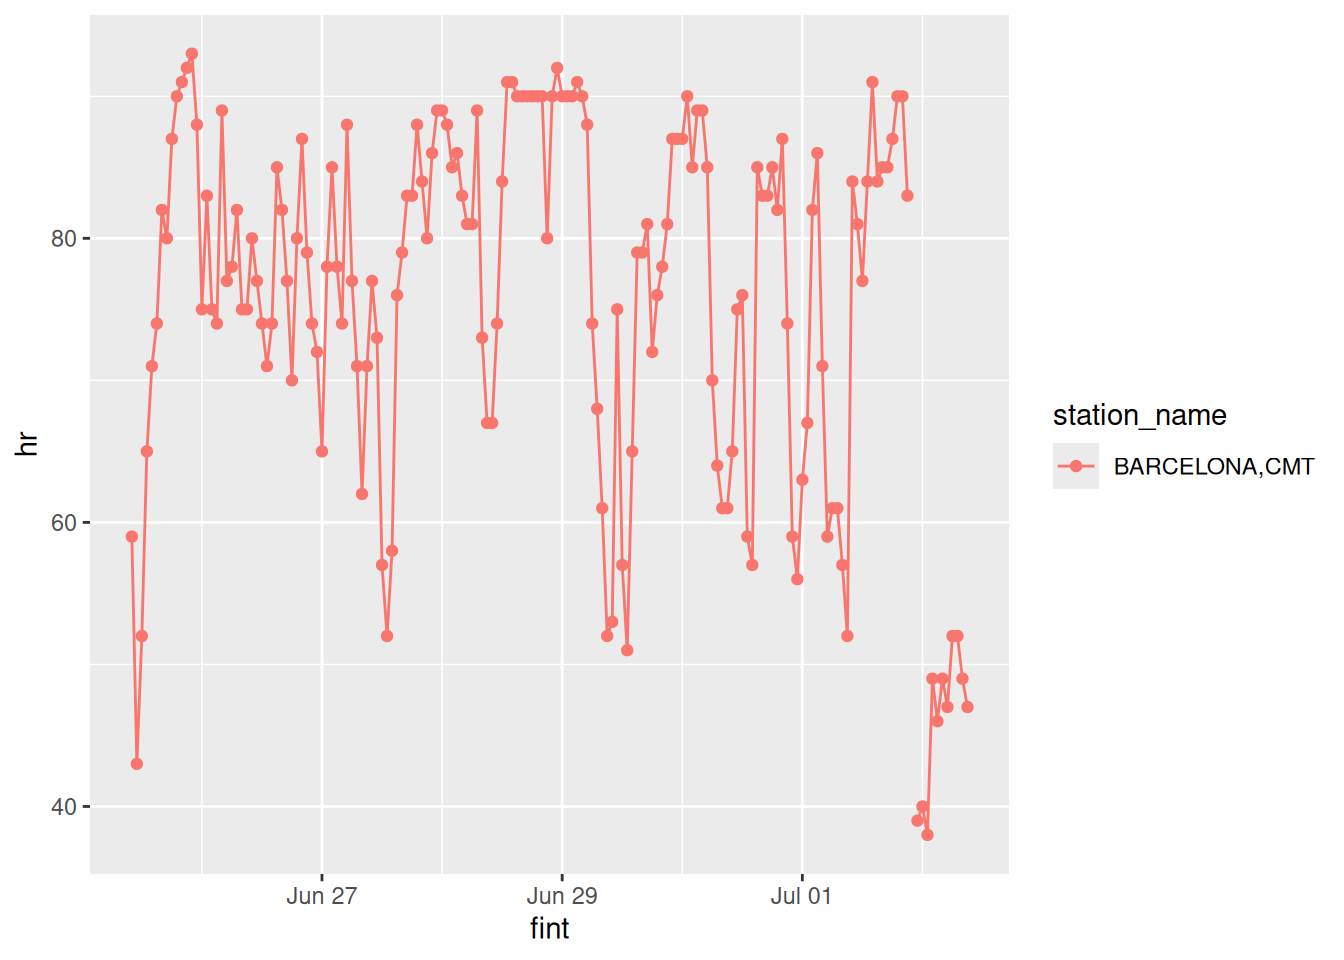 80
60
40
hr
Jun 27
Jun 29
Jul 01
fint
station_name
BARCELONA,CMT